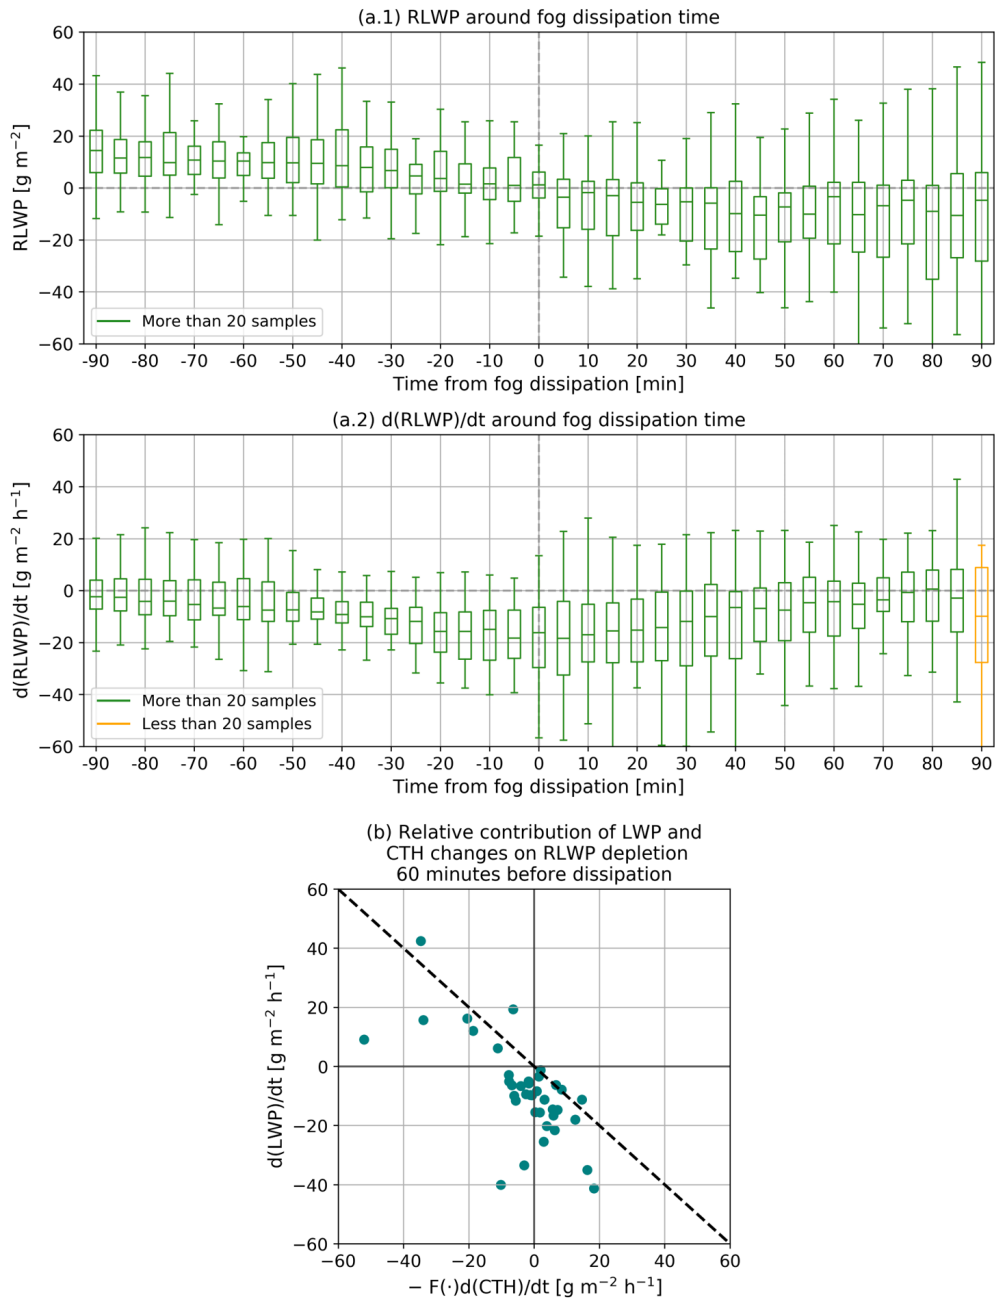 (a.1) RLWP around fog dissipation time
RLWP [g m−2]
60
40
20
0
−20
−40
−60
More than 20 samples
-90 -80 -70 -60 -50 -40 -30 -20 -10 0 10 20 30 40 50 60 70 80 90
Time from fog dissipation [min]
(a.2) d(RLWP)/dt around fog dissipation time
d(RLWP)/dt [g m−2 h−1]
60
40
20
0
−20
−40
−60
More than 20 samples
Less than 20 samples
-90 -80 -70 -60 -50 -40 -30 -20 -10 0 10 20 30 40 50 60 70 80 90
Time from fog dissipation [min]
(b) Relative contribution of LWP and
CTH changes on RLWP depletion
60 minutes before dissipation
d(LWP)/dt [g m−2 h−1]
60
40
20
0
−20
−40
−60
−60 −40 −20 0 20 40 60
− F(·)d(CTH)/dt [g m−2 h−1]